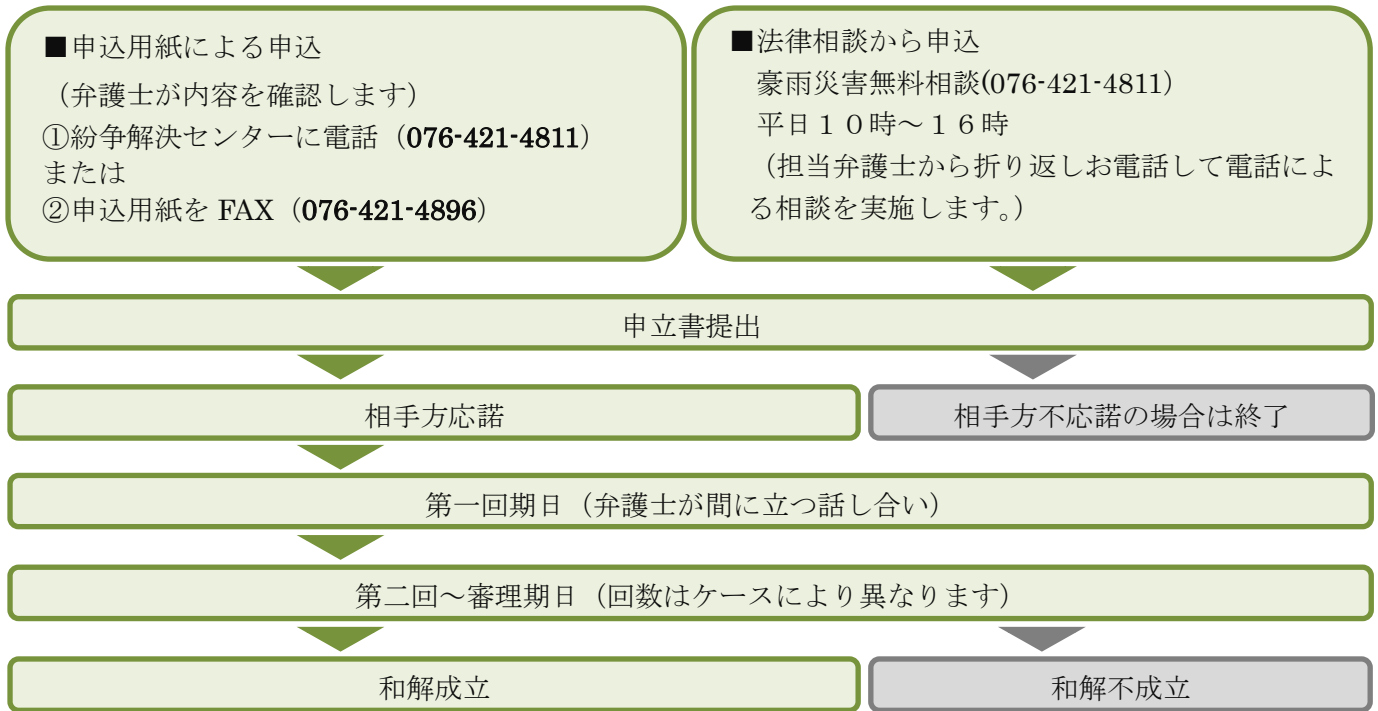 ■申込用紙による申込
（弁護士が内容を確認します）
①紛争解決センターに電話（076-421-4811）
または
②申込用紙を FAX（076-421-4896）
■法律相談から申込
豪雨災害無料相談(076-421-4811）
平日１０時～１６時
（担当弁護士から折り返しお電話して電話によ
る相談を実施します。）
申立書提出
相手方応諾
相手方不応諾の場合は終了
第一回期日（弁護士が間に立つ話し合い）
第二回～審理期日（回数はケースにより異なります）
和解成立
和解不成立